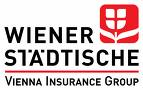 WIENER
STÄDTISCHE
VIENNA INSURANCE GROUP